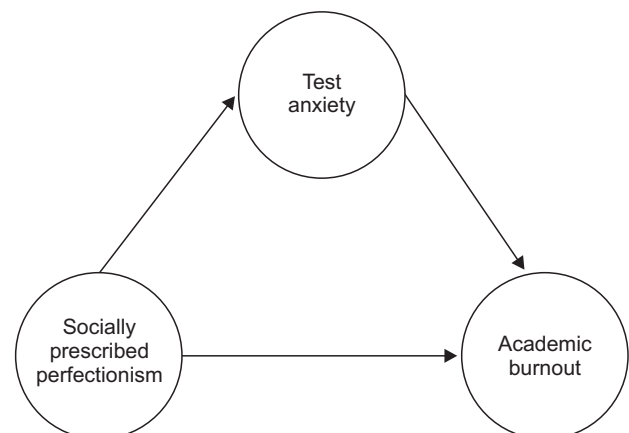 Test
anxiety
Socially
prescribed
perfectionism
Academic
burnout